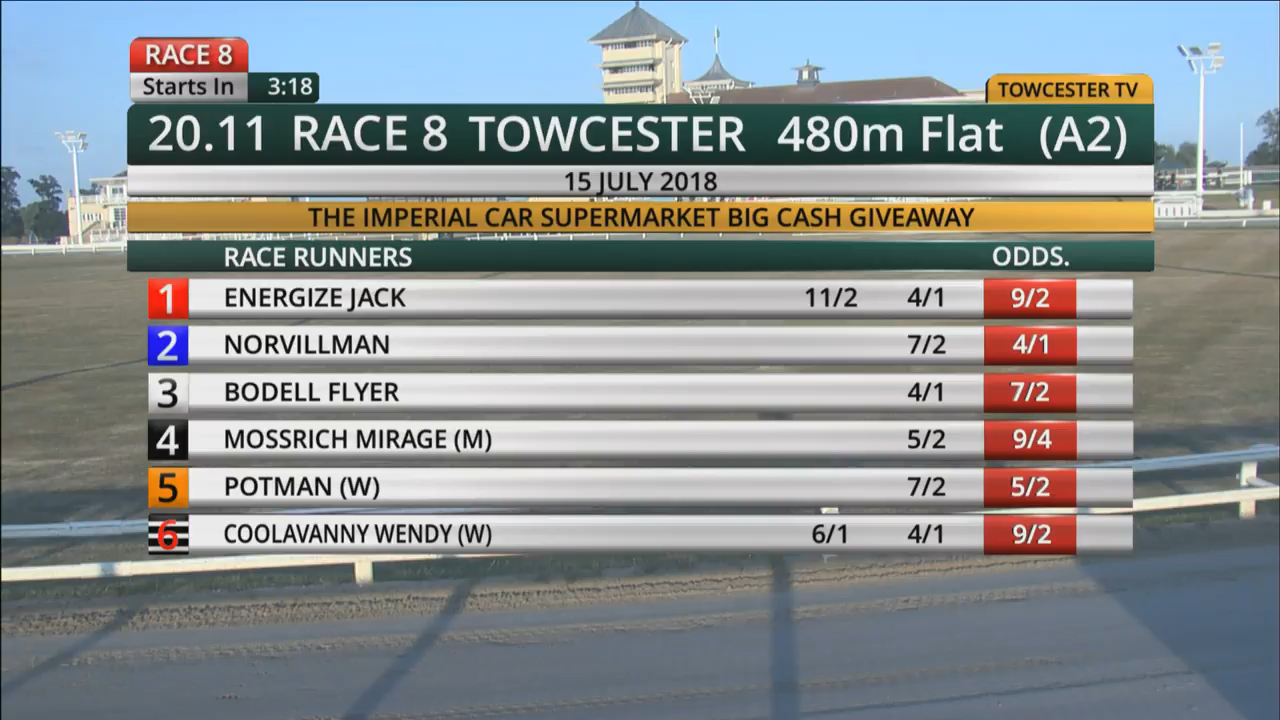 RACE 8
Starts In 3:18
TOWCESTER TV
20.11 RACE 8 TOWCESTER 480m Flat (A2)
15 JULY 2018
THE IMPERIAL CAR SUPERMARKET BIG CASH GIVEAWAY
RACE RUNNERS ODDS.
1 ENERGIZE JACK 11/2 4/1 9/2
2 NORVILLMAN 7/2 4/1
3 BODELL FLYER 4/1 7/2
4 MOSSRICH MIRAGE (M) 5/2 9/4
5 POTMAN (W) 7/2 5/2
6 COOLAVANNY WENDY (W) 6/1 4/1 9/2